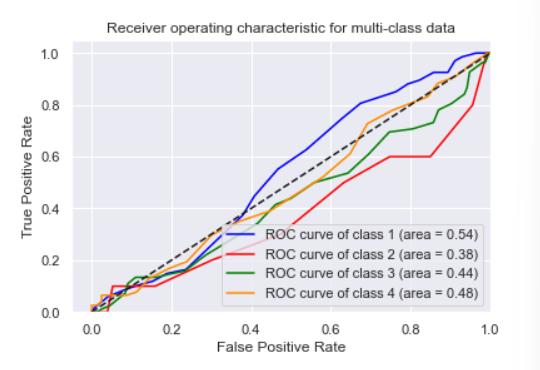 Receiver operating characteristic for multi-class data
True Positive Rate
1.0
0.8
0.6
0.4
0.2
0.0
ROC curve of class 1 (area = 0.54)
ROC curve of class 2 (area = 0.38)
ROC curve of class 3 (area = 0.44)
ROC curve of class 4 (area = 0.48)
0.0 0.2 0.4 0.6 0.8 1.0
False Positive Rate